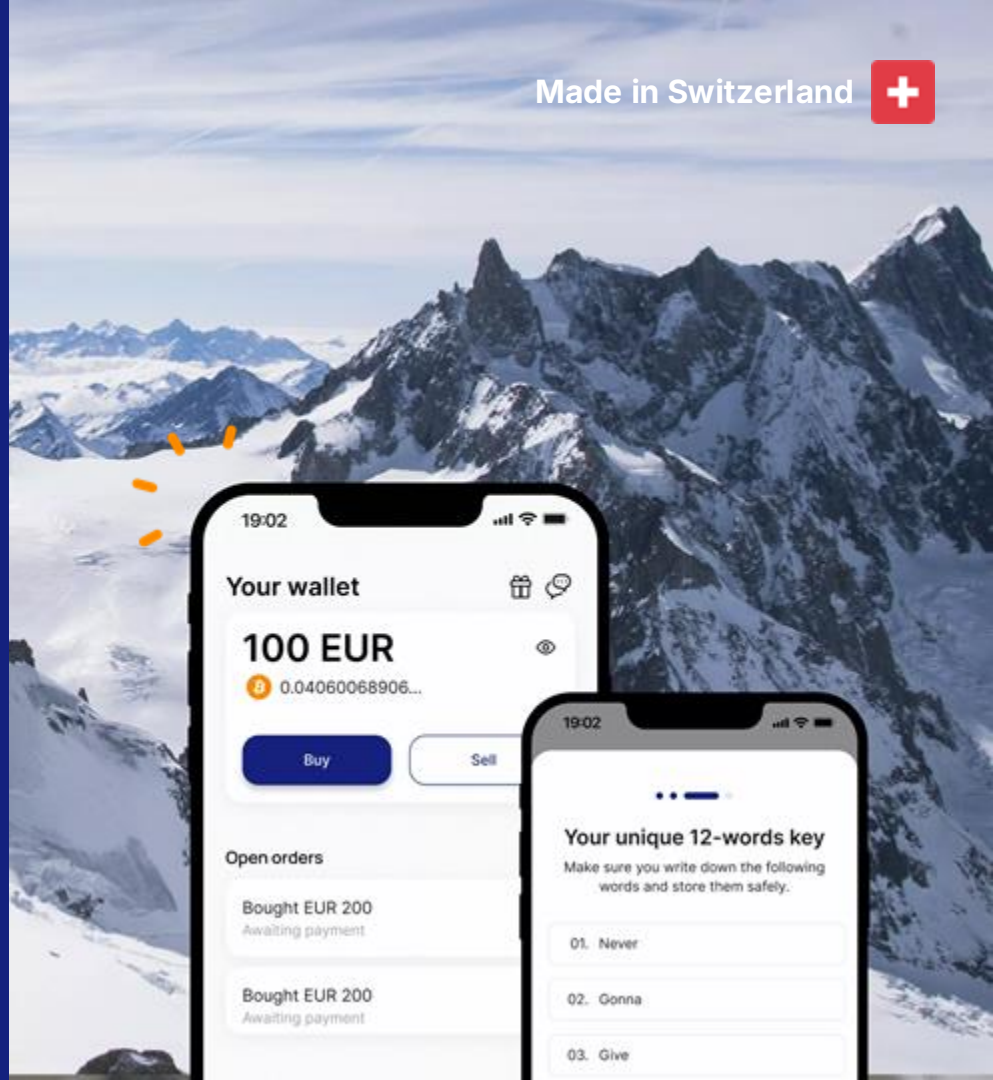 Made in Switzerland
19:02
Your wallet
100 EUR
0.04060068906...
Buy
Sell
Open orders
Bought EUR 200
Awaiting payment
Bought EUR 200
Awaiting payment
19:02
Your unique 12-words key
Make sure you write down the following
words and store them safely.
01. Never
02. Gonna
03. Give